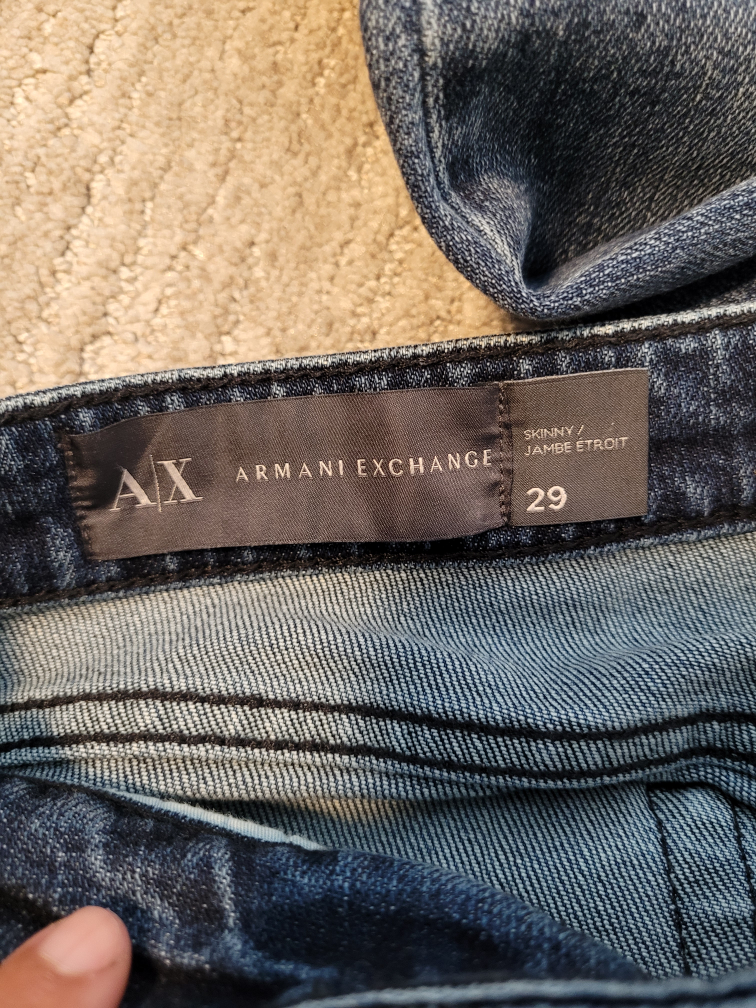 A|X ARMANI EXCHANGE
SKINNY /
JAMBE ÉTROIT
29